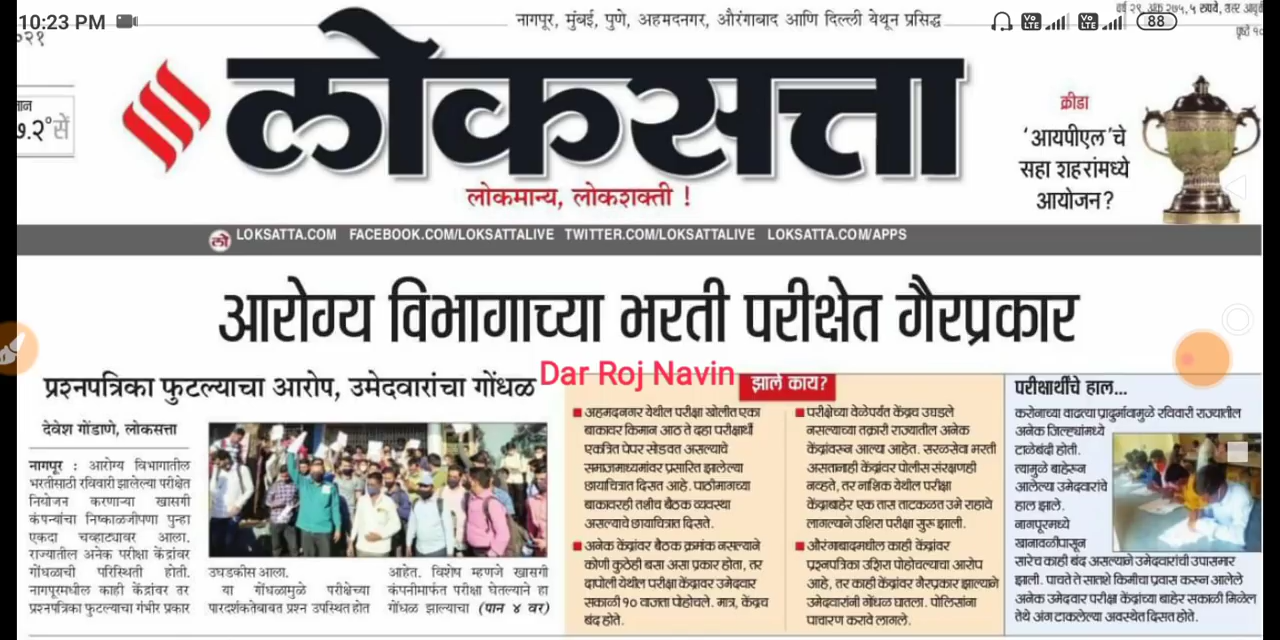 10:23 PM
नागपूर, मुंबई, पुणे, अहमदनगर, औरंगाबाद आणि दिल्ली येथून प्रसिद्ध
88
लोकसत्ता
लोकमान्य, लोकशक्ती !
क्रीडा
'आयपीएल'चे
सहा शहरांमध्ये
आयोजन?
LOKSATTA.COM FACEBOOK.COM/LOKSATTALIVE TWITTER.COM/LOKSATTALIVE LOKSATTA.COM/APPS
आरोग्य विभागाच्या भरती परीक्षेत गैरप्रकार
प्रश्नपत्रिका फुटल्याचा आरोप, उमेदवारांचा गोंधळ
Dar Roj Navin
देवेश गोंडाणे, लोकसत्ता
नागपूर : आरोग्य विभागातील
भरतीसाठी रविवारी झालेल्या परीक्षेत
नियोजन करणाऱ्या खासगी
कंपन्यांचा निष्काळजीपणा पुन्हा
एकदा चव्हाट्यावर आला.
राज्यातील अनेक परीक्षा केंद्रांवर
गोंधळाची परिस्थिती होती.
नागपूरमधील काही केंद्रांवर तर
प्रश्नपत्रिका फुटल्याचा गंभीर प्रकार
उघडकीस आला.
या गोंधळामुळे परीक्षेच्या
पारदर्शकतेबाबत प्रश्न उपस्थित होत
आहेत. विशेष म्हणजे खासगी
कंपनीमार्फत परीक्षा घेतल्याने हा
गोंधळ झाल्याचा (पान ४ वर)
झाले काय?
अहमदनगर येथील परीक्षा खोलीत एका
बाकावर किमान आठ ते दहा परीक्षार्थी
एकत्रित पेपर सोडवत असल्याचे
समाजमाध्यमांवर प्रसारित झालेल्या
छायाचित्रात दिसत आहे. पाठीमागच्या
बाकावरही तशीच बैठक व्यवस्था
असल्याचे छायाचित्रात दिसते.
अनेक केंद्रांवर बैठक क्रमांक नसल्याने
कोणी कुठेही बसा असा प्रकार होता, तर
दापोली येथील परीक्षा केंद्रावर उमेदवार
सकाळी १० वाजता पोहोचले. मात्र, केंद्रच
बंद होते.
परीक्षेच्या वेळेपर्यंत केंद्रच उघडले
नसल्याच्या तक्रारी राज्यातील अनेक
केंद्रांवरून आल्या आहेत. सरळसेवा भरती
असतानाही केंद्रांवर पोलीस संरक्षणही
नव्हते, तर नाशिक येथील परीक्षा
केंद्राबाहेर एक तास ताटकळत उभे राहावे
लागल्याने उशिरा परीक्षा सुरू झाली.
औरंगाबादमधील काही केंद्रांवर
प्रश्नपत्रिका उशिरा पोहोचल्याचा आरोप
आहे, तर काही केंद्रांवर गैरप्रकार झाल्याने
उमेदवारांनी गोंधळ घातला. पोलिसांना
पाचारण करावे लागले.
परीक्षार्थींचे हाल...
करोनाच्या वाढत्या प्रादुर्भावामुळे रविवारी राज्यातील
अनेक जिल्ह्यांमध्ये
टाळेबंदी होती.
त्यामुळे बाहेरून
आलेल्या उमेदवारांचे
हाल झाले.
नागपूरमध्ये
खानावळीपासून
सारेच काही बंद असल्याने उमेदवारांची उपासमार
झाली. पाचते ते सातशे किमीचा प्रवास करून आलेले
अनेक उमेदवार परीक्षा केंद्रांच्या बाहेर सकाळी मिळेल
तेथे अंग टाकलेल्या अवस्थेत दिसत होते.